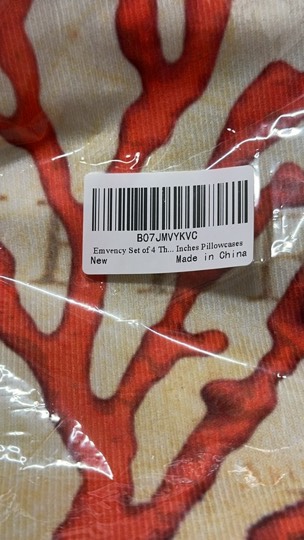 B07JMVYKVC
Emvency Set of 4 Th... Inches Pillowcases
New Made in China